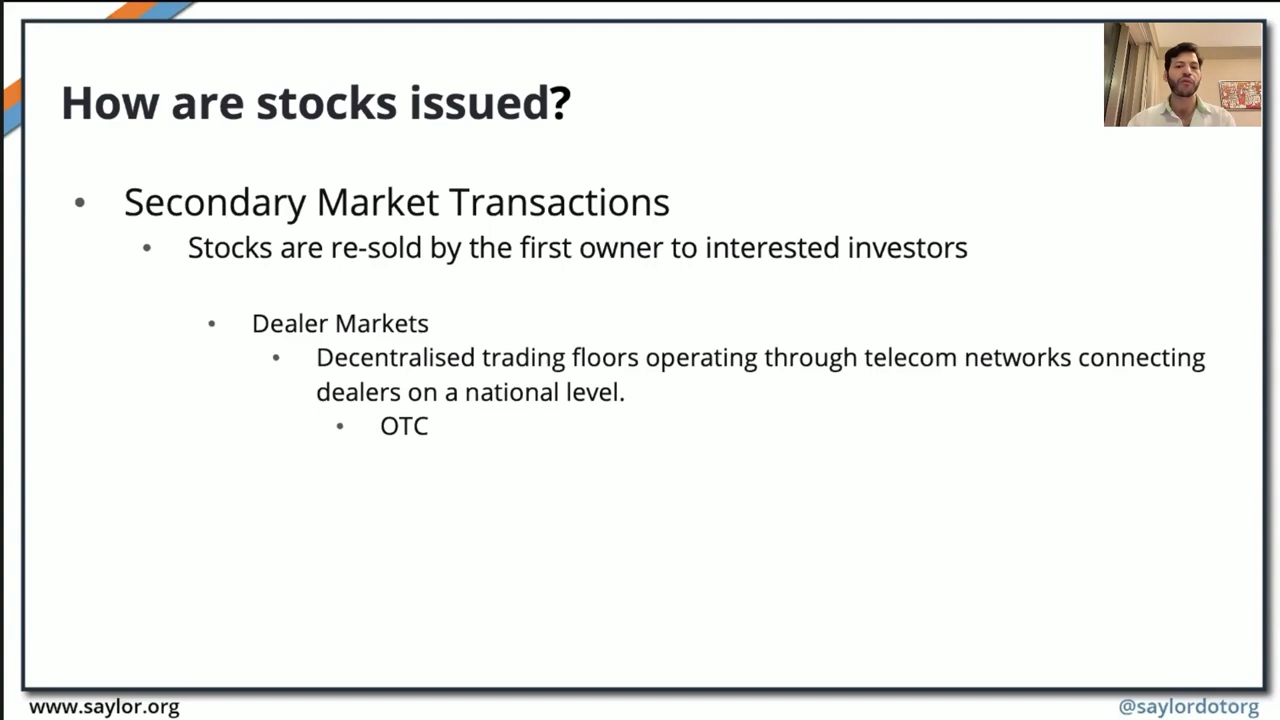 How are stocks issued?
• Secondary Market Transactions
• Stocks are re-sold by the first owner to interested investors
• Dealer Markets
• Decentralised trading floors operating through telecom networks connecting
dealers on a national level.
• OTC
www.saylor.org
@saylordotorg